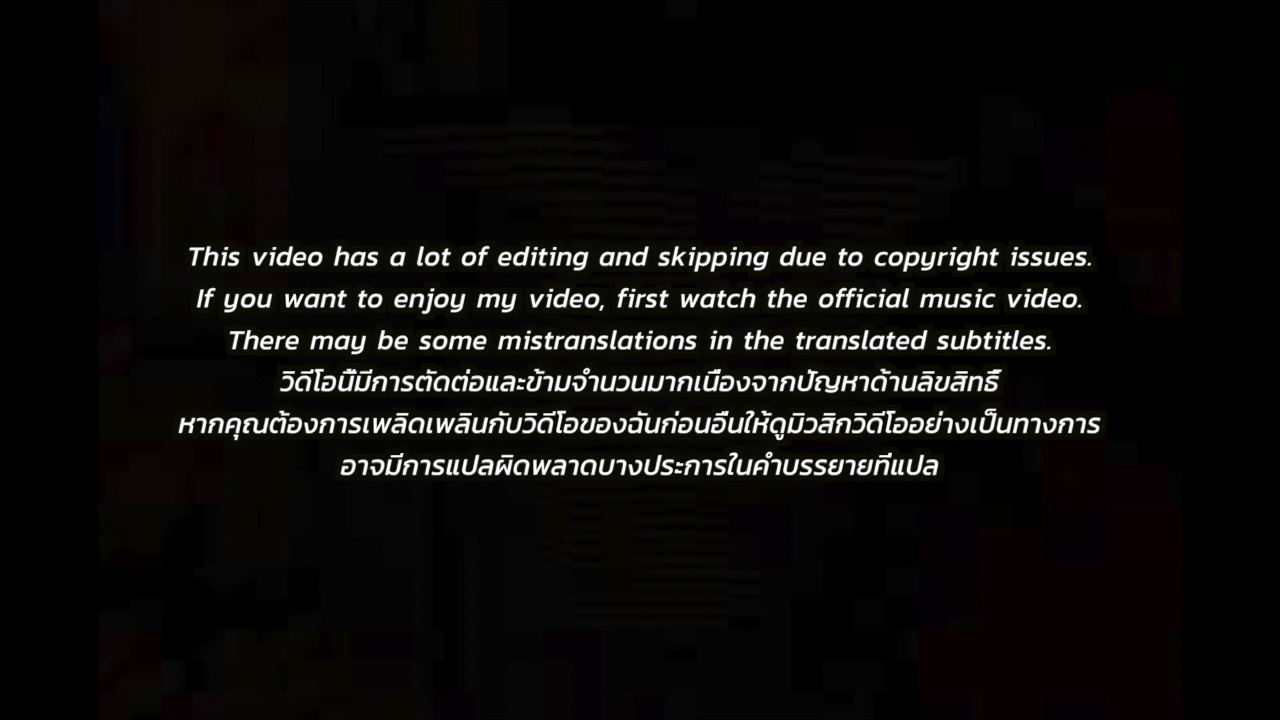 This video has a lot of editing and skipping due to copyright issues.
If you want to enjoy my video, first watch the official music video.
There may be some mistranslations in the translated subtitles.
วิดีโอนี้มีการตัดต่อและข้ามจำนวนมากเนื่องจากปัญหาด้านลิขสิทธิ์
หากคุณต้องการเพลิดเพลินกับวิดีโอของฉันก่อนอื่นให้ดูมิวสิกวิดีโออย่างเป็นทางการ
อาจมีการแปลผิดพลาดบางประการในคำบรรยายที่แปล